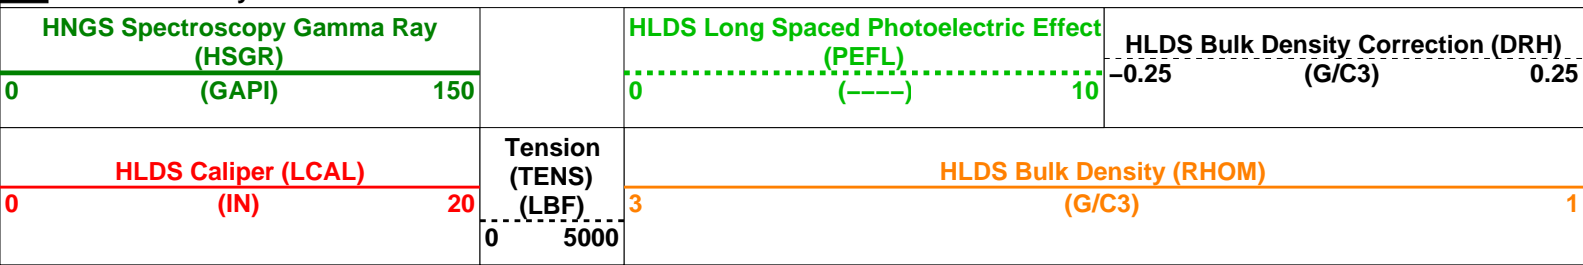 HNGS Spectroscopy Gamma Ray
(HSGR)
0 (GAPI) 150
HLDS Long Spaced Photoelectric Effect
(PEFL)
0 (−−−−) 10
HLDS Bulk Density Correction (DRH)
−0.25 (G/C3) 0.25
HLDS Caliper (LCAL)
0 (IN) 20
Tension
(TENS)
(LBF)
0 5000
HLDS Bulk Density (RHOM)
3 (G/C3) 1